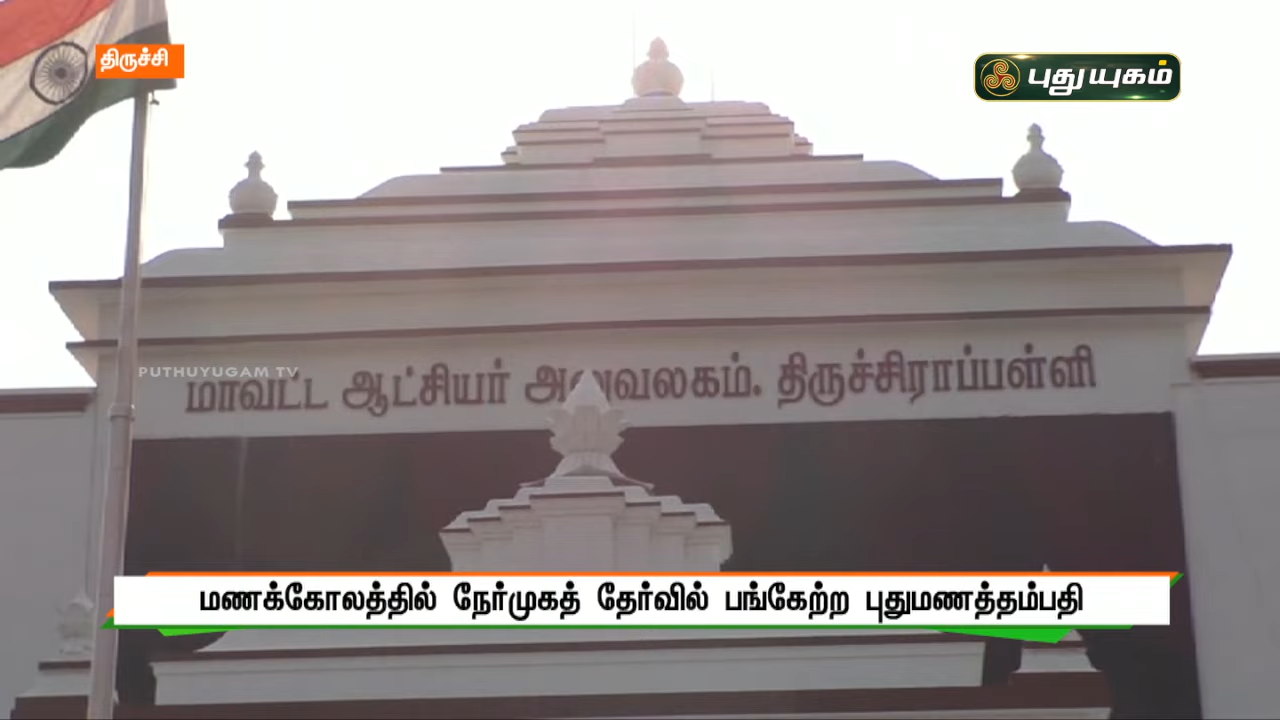 திருச்சி
புதுயுகம்
PUTHUYUGAM TV
மாவட்ட ஆட்சியர் அலுவலகம். திருச்சிராப்பள்ளி
மணக்கோலத்தில் நேர்முகத் தேர்வில் பங்கேற்ற புதுமணத்தம்பதி